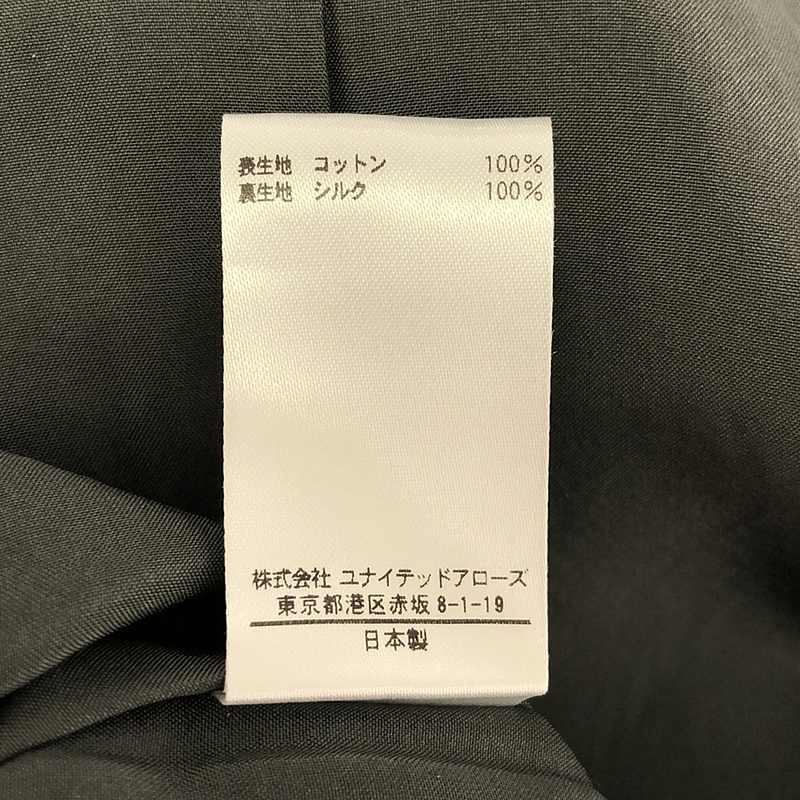 表生地 コットン 100%
裏生地 シルク 100%
株式会社 ユナイテッドアローズ
東京都港区赤坂 8-1-19
日本製